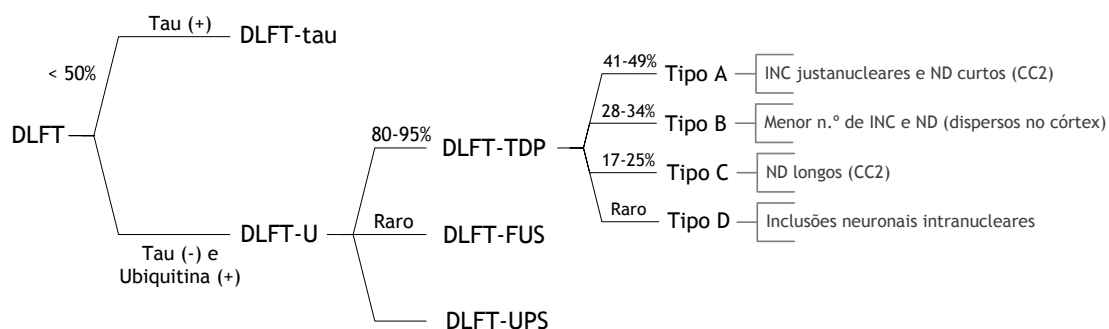 Tau (+)
DLFT-tau
< 50%
41-49%
Tipo A
INC justanucleares e ND curtos (CC2)
28-34%
Tipo B
Menor n.º de INC e ND (dispersos no córtex)
DLFT
80-95%
DLFT-TDP
17-25%
Tipo C
ND longos (CC2)
Raro
Tipo D
Inclusões neuronais intranucleares
DLFT-U
Raro
DLFT-FUS
Tau (-) e
Ubiquitina (+)
DLFT-UPS